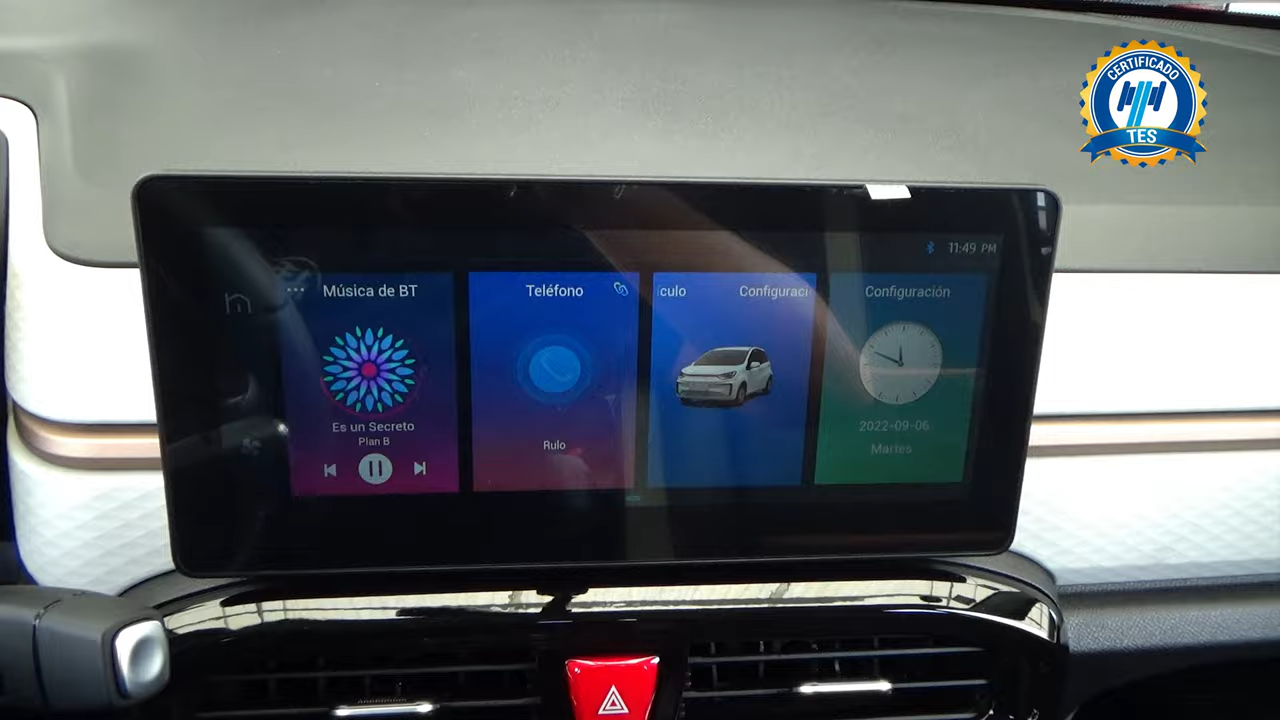 CERTIFICADO
TES
11:49 PM
Música de BT
Teléfono
culo
Configuraci
Configuración
Es un Secreto
Plan B
Rulo
2022-09-06
Martes